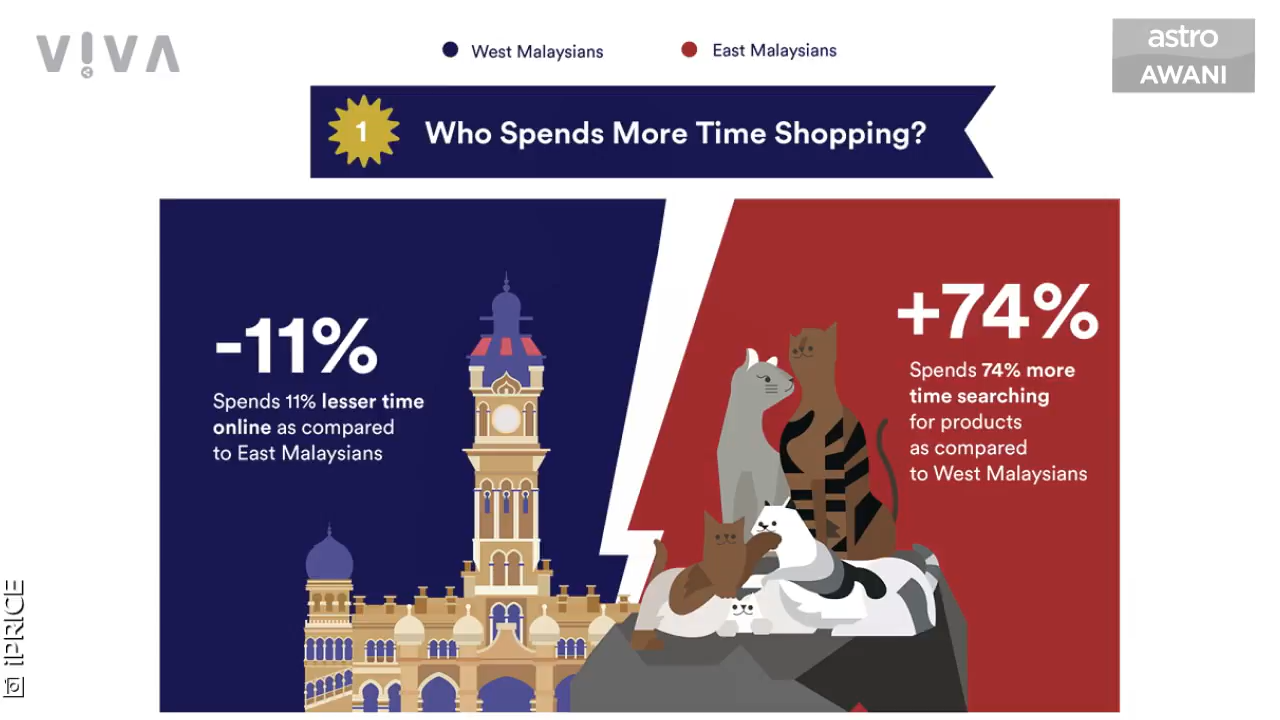 V!VA
West Malaysians
East Malaysians
astro
AWANI
1
Who Spends More Time Shopping?
-11%
Spends 11% lesser time
online as compared
to East Malaysians
+74%
Spends 74% more
time searching
for products
as compared
to West Malaysians
iPRICE